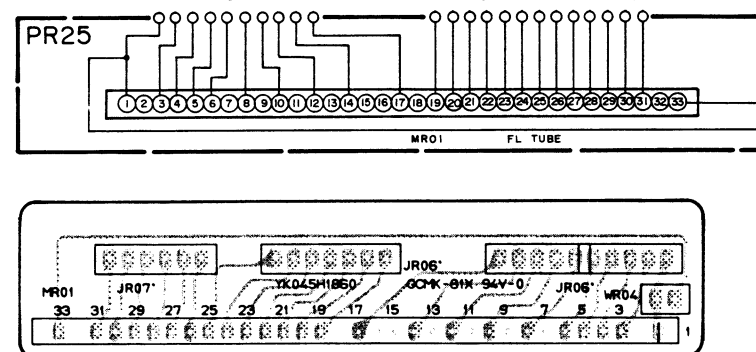 PR25
1 2 3 4 5 6 7 8 9 10 11 12 13 14 15 16 17 18 19 20 21 22 23 24 25 26 27 28 29 30 31 32 33
MR01 FL TUBE
JR06*
MR01 JR07* YK045H1860 GCMK-81X 94V-0 JR06* WR04
33 31 29 27 25 23 21 19 17 15 13 11 9 7 5 3
1